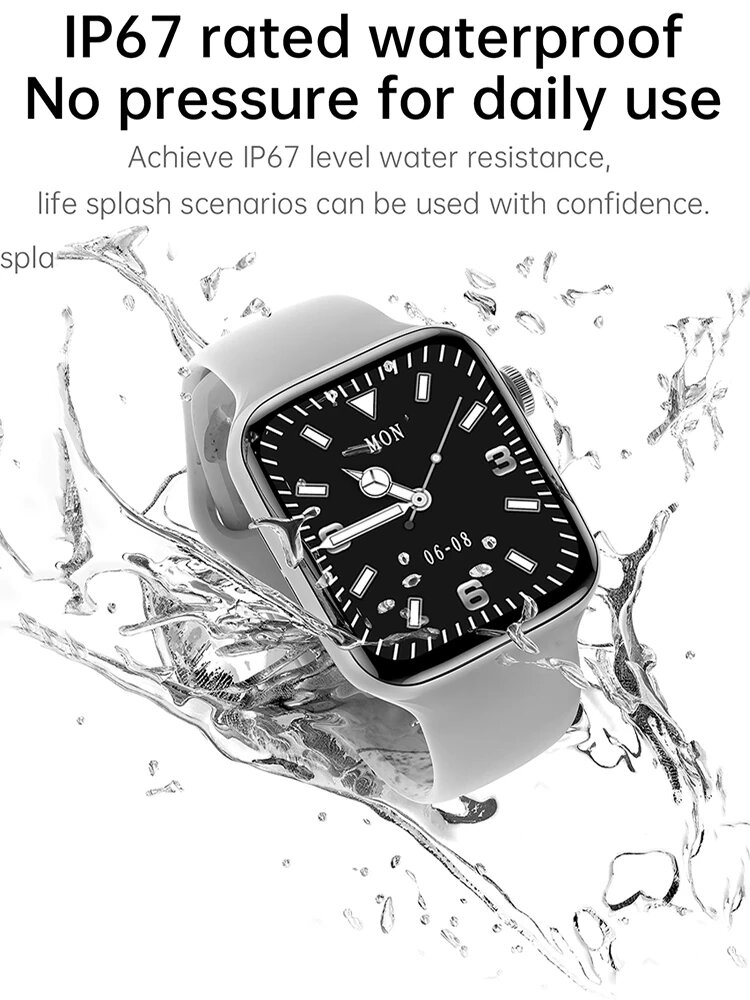 IP67 rated waterproof
No pressure for daily use
Achieve IP67 level water resistance,
life splash scenarios can be used with confidence.
spla
MON
3
9
06-08
6